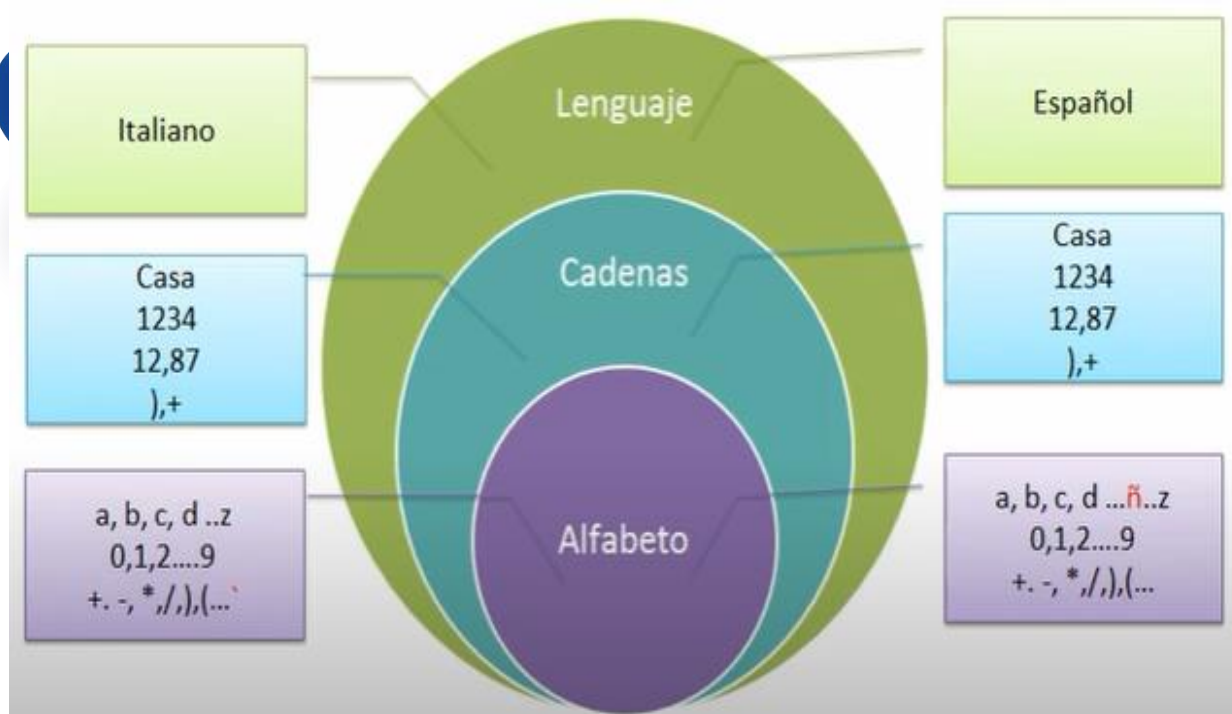 Italiano
Casa
1234
12,87
),+
a, b, c, d ..z
0,1,2....9
+. -, *,/,),(...`
Lenguaje
Cadenas
Alfabeto
Español
Casa
1234
12,87
),+
a, b, c, d ...ñ..z
0,1,2....9
+. -, *,/,),(...